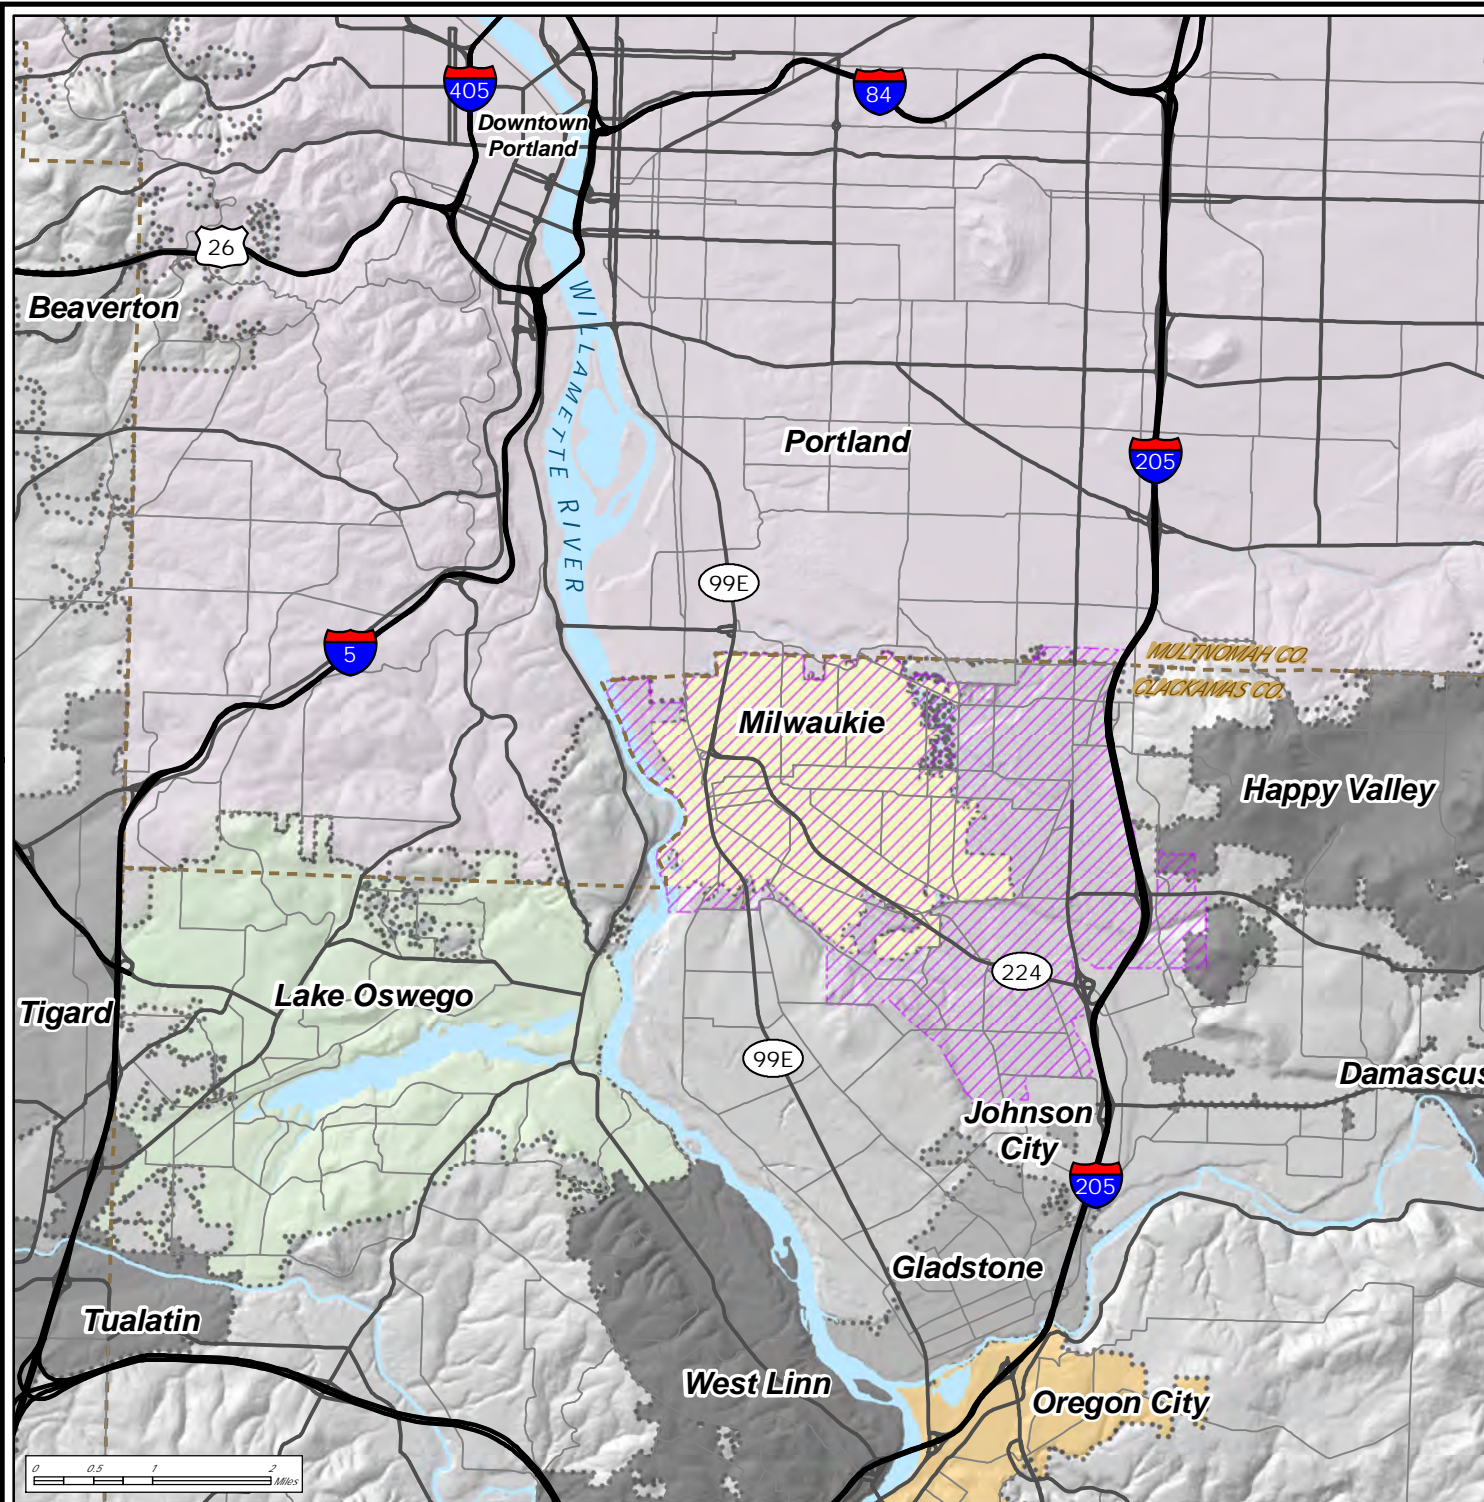 405
84
Downtown
Portland
26
Beaverton
WILLAMETTE RIVER
Portland
205
99E
5
MULTNOMAH CO.
CLACKAMAS CO.
Milwaukie
Happy Valley
224
Lake Oswego
Tigard
99E
Damascus
Johnson
City
205
Gladstone
Tualatin
West Linn
Oregon City
0 0.5 1 2
Miles